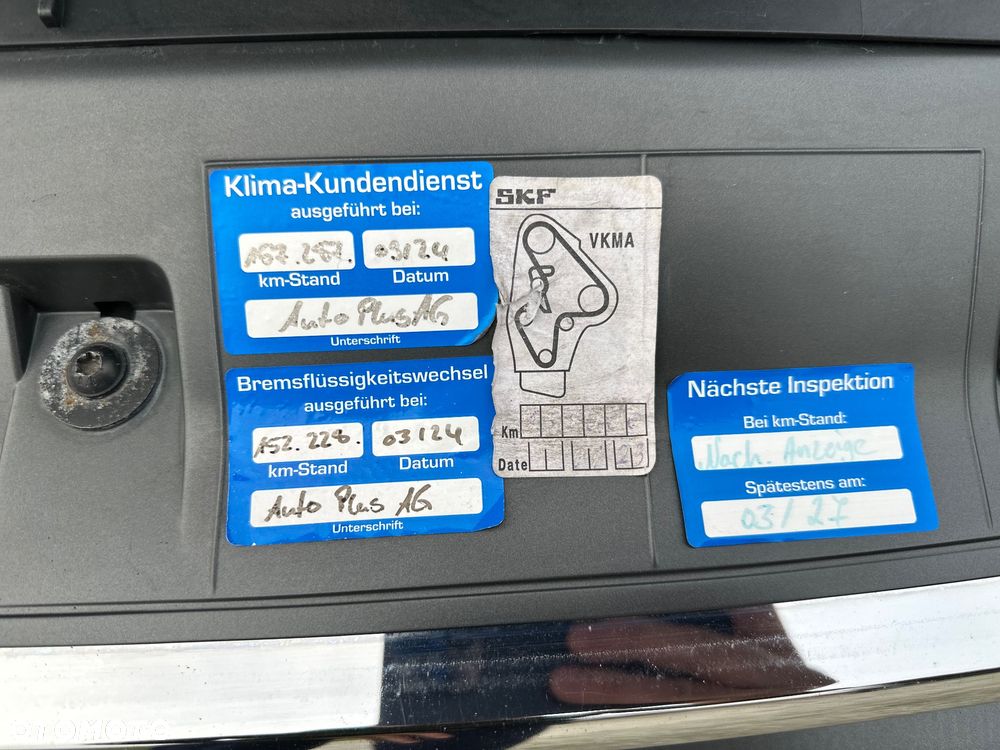 Klima-Kundendienst
ausgeführt bei:
157.257. 03/24
km-Stand Datum
Auto Plus AG
Unterschrift
Bremsflüssigkeitswechsel
ausgeführt bei:
152.228. 03/24
km-Stand Datum
Auto Plus AG
Unterschrift
SKF
VKMA
Km
Date
Nächste Inspektion
Bei km-Stand:
Nach. Anzeige
Spätestens am:
03/27
OTOMOTO